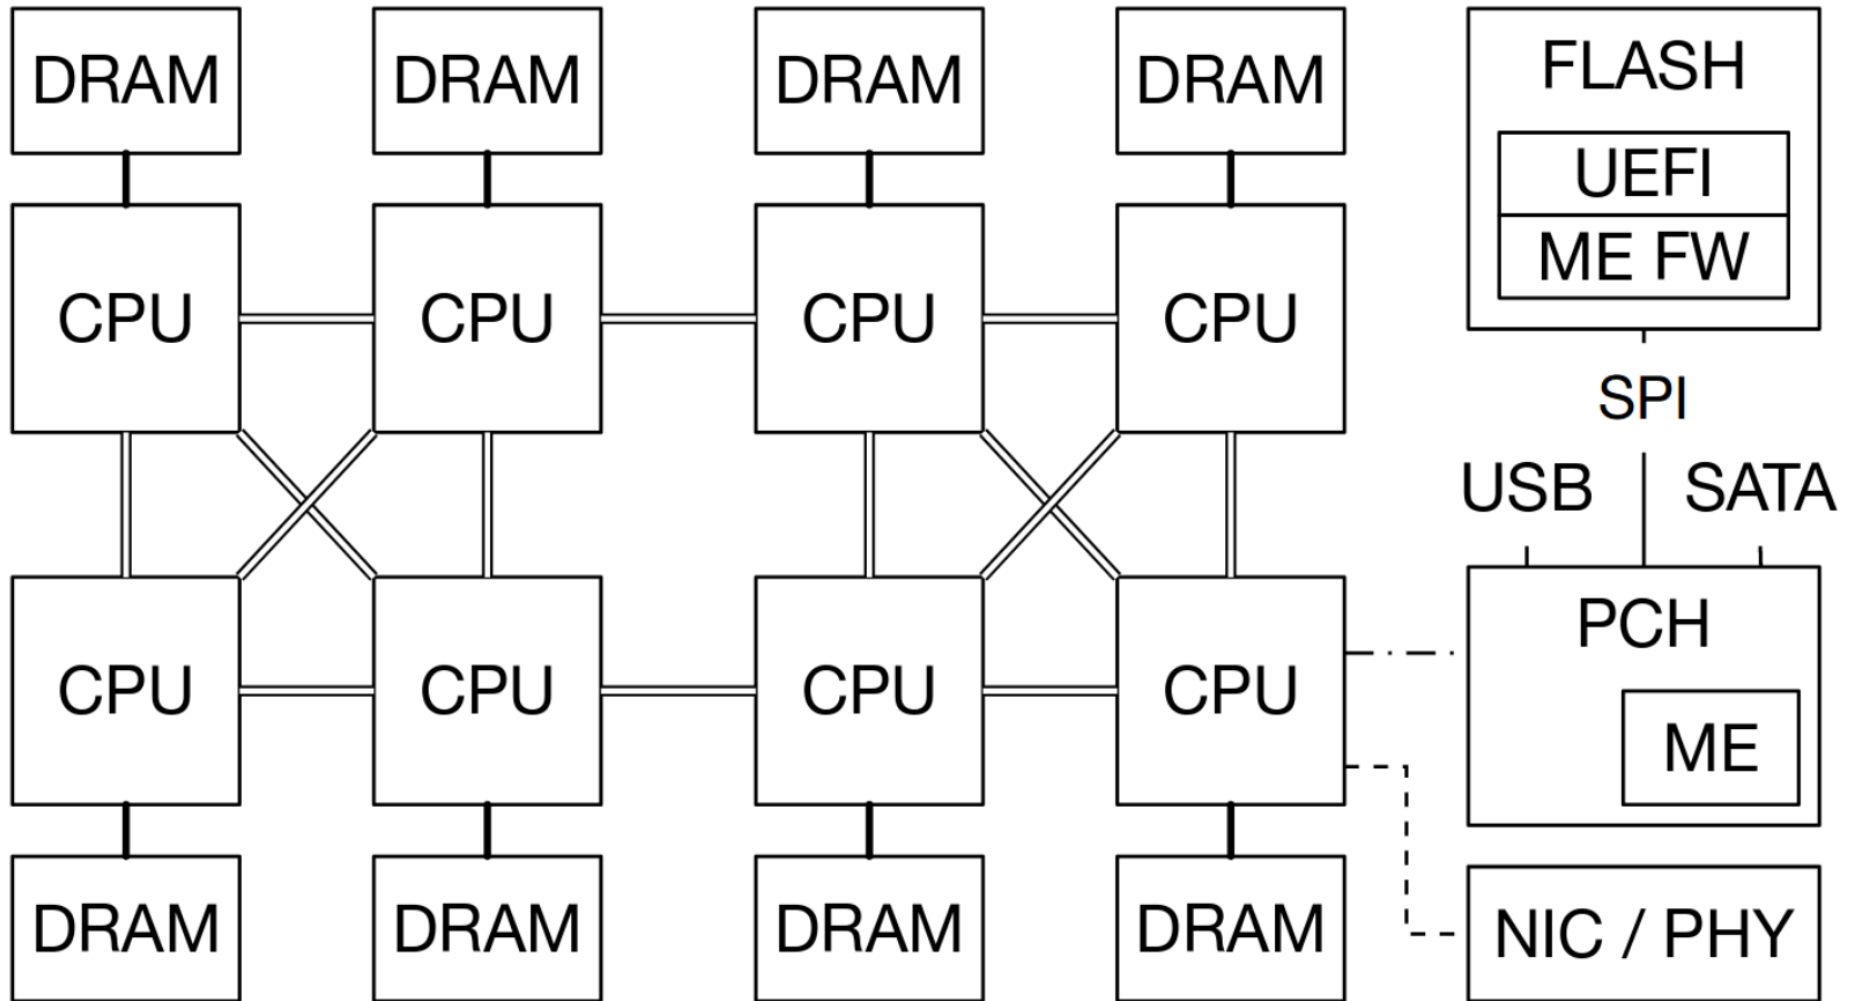 DRAM DRAM DRAM DRAM
FLASH
UEFI
ME FW
CPU CPU CPU CPU
SPI
USB SATA
PCH
CPU CPU CPU CPU
ME
DRAM DRAM DRAM DRAM
NIC / PHY